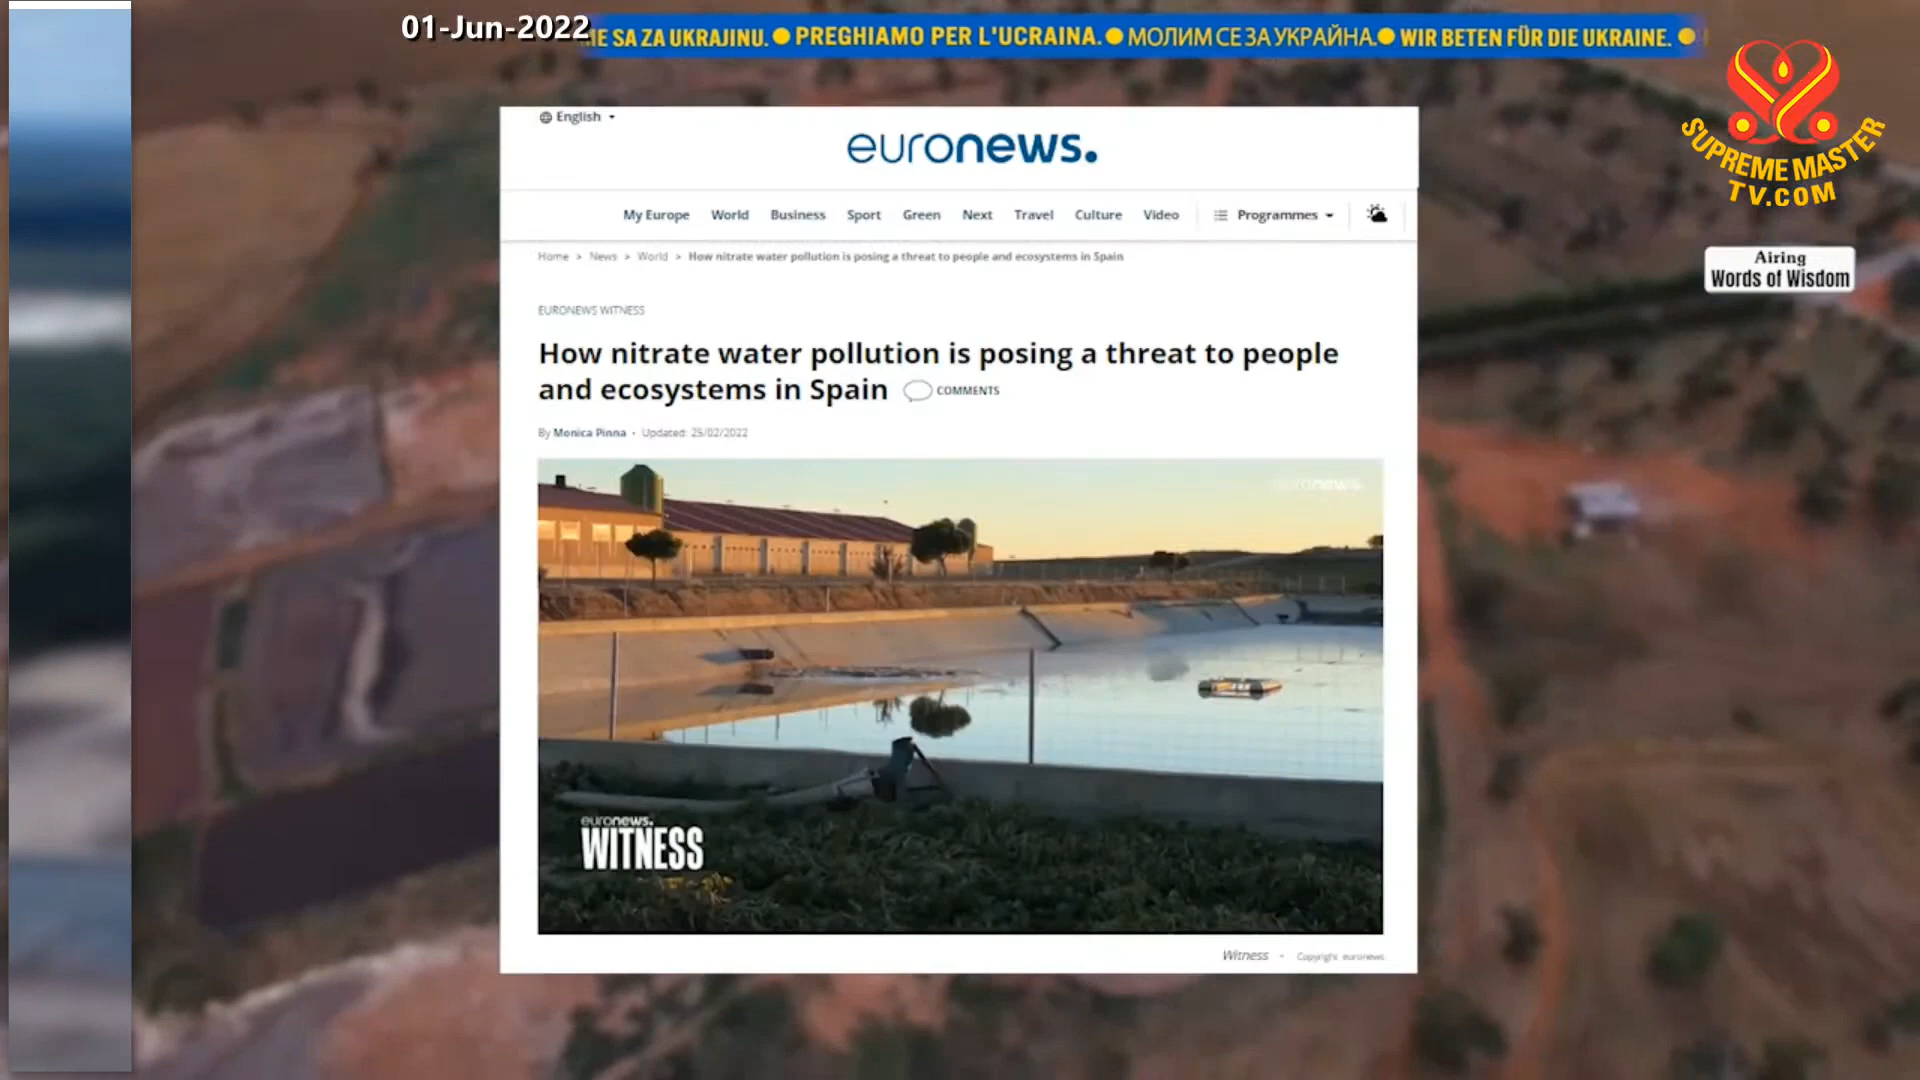 01-Jun-2022
ME SA ZA UKRAJINU. ● PREGHIAMO PER L'UCRAINA. ● МОЛИМ СЕ ЗА УКРАЙНА. ● WIR BETEN FÜR DIE UKRAINE. ●
SUPREME MASTER
TV.COM
Airing
Words of Wisdom
English
euronews.
My Europe World Business Sport Green Next Travel Culture Video Programmes
Home > News > World > How nitrate water pollution is posing a threat to people and ecosystems in Spain
EURONEWS WITNESS
How nitrate water pollution is posing a threat to people
and ecosystems in Spain COMMENTS
By Monica Pinna • Updated: 25/02/2022
euronews.
euronews.
WITNESS
Witness - Copyright euronews